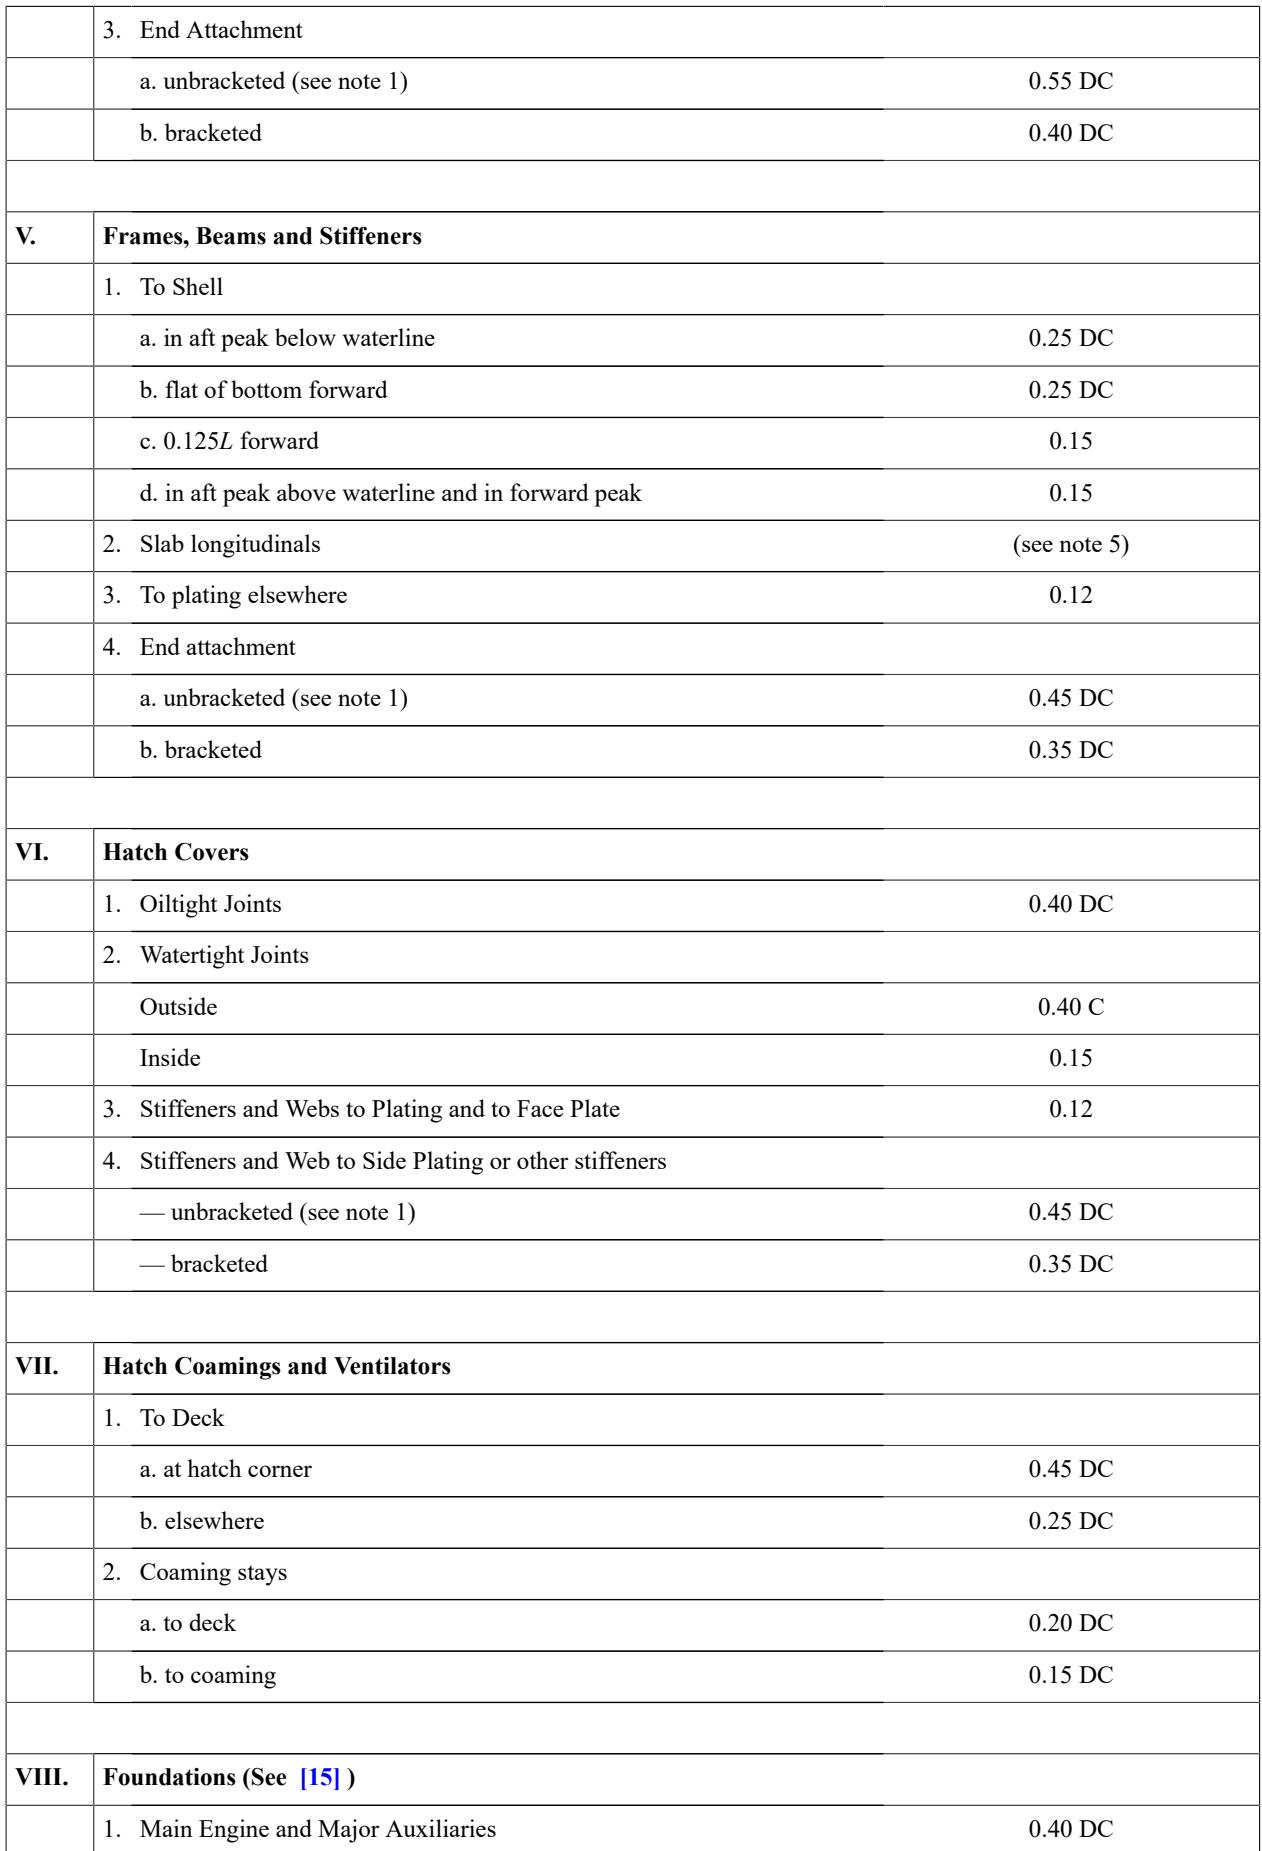 3. End Attachment
a. unbracketed (see note 1) 0.55 DC
b. bracketed 0.40 DC
V. Frames, Beams and Stiffeners
1. To Shell
a. in aft peak below waterline 0.25 DC
b. flat of bottom forward 0.25 DC
c. 0.125L forward 0.15
d. in aft peak above waterline and in forward peak 0.15
2. Slab longitudinals (see note 5)
3. To plating elsewhere 0.12
4. End attachment
a. unbracketed (see note 1) 0.45 DC
b. bracketed 0.35 DC
VI. Hatch Covers
1. Oiltight Joints 0.40 DC
2. Watertight Joints
Outside 0.40 C
Inside 0.15
3. Stiffeners and Webs to Plating and to Face Plate 0.12
4. Stiffeners and Web to Side Plating or other stiffeners
— unbracketed (see note 1) 0.45 DC
— bracketed 0.35 DC
VII. Hatch Coamings and Ventilators
1. To Deck
a. at hatch corner 0.45 DC
b. elsewhere 0.25 DC
2. Coaming stays
a. to deck 0.20 DC
b. to coaming 0.15 DC
VIII. Foundations (See [15] )
1. Main Engine and Major Auxiliaries 0.40 DC